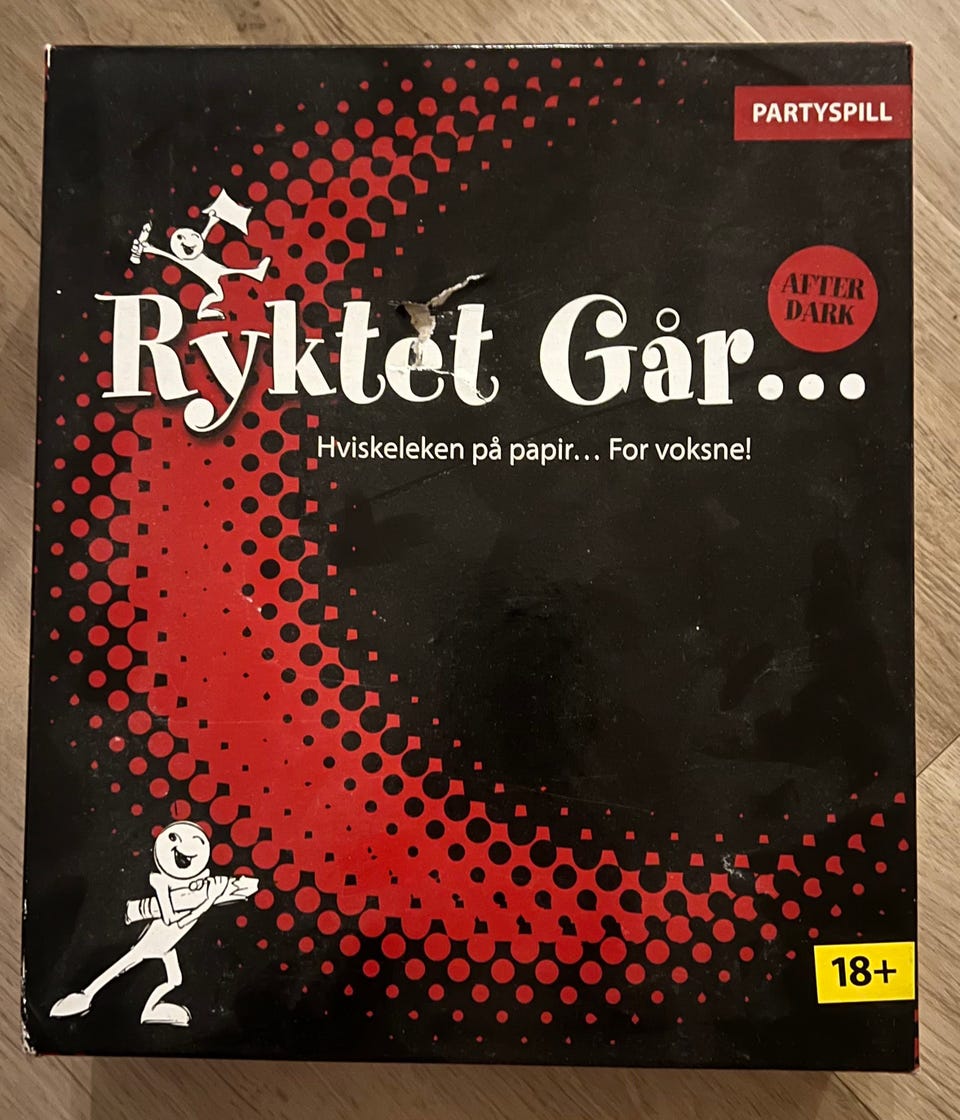 PARTYSPILL
AFTER
DARK
Ryktet Går...
Hviskeleken på papir... For voksne!
18+